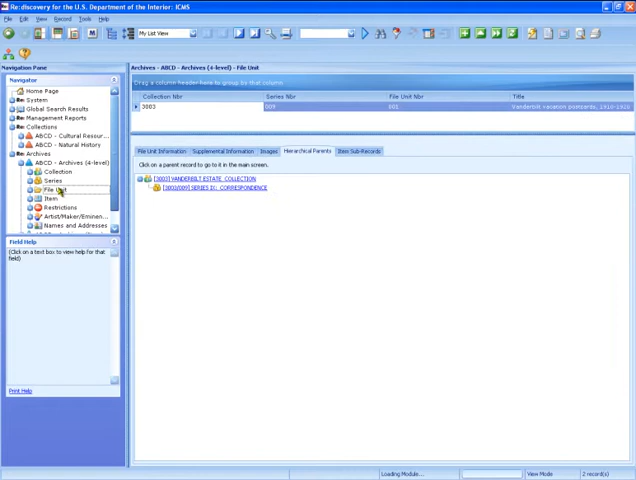 Re:discovery for the U.S. Department of the Interior: ICMS
File Edit View Record Tools Help
My List View
Navigation Pane
Archives - ABCD - Archives (4-level) - File Unit
Navigator
Drag a column header here to group by that column
Home Page
Collection Nbr Series Nbr File Unit Nbr Title
Re: System
3003 009 001 Vanderbilt vacation postcards, 1910-1920
Global Search Results
Management Reports
Re: Collections
ABCD - Cultural Resour...
ABCD - Natural History
Re: Archives
File Unit Information Supplemental Information Images Hierarchical Parents Item Sub-Records
ABCD - Archives (4-level)
Click on a parent record to go to it in the main screen.
Collection
[3003] VANDERBILT ESTATE COLLECTION
Series
[3003/009] SERIES IX: CORRESPONDENCE
File Unit
Item
Restrictions
Artist/Maker/Eminen...
Names and Addresses
Field Help
(Click on a text box to view help for that
field)
Print Help
Loading Module... View Mode 2 record(s)